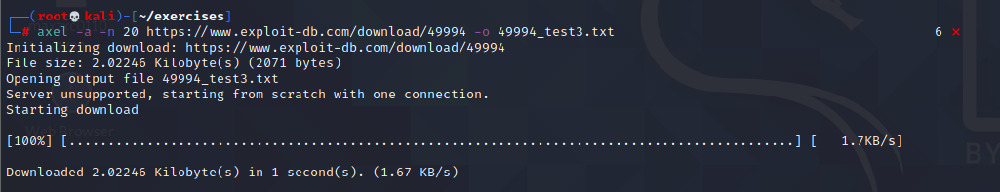 ┌──(root💀kali)-[~/exercises]
└─# axel -a -n 20 https://www.exploit-db.com/download/49994 -o 49994_test3.txt 6 ⨯
Initializing download: https://www.exploit-db.com/download/49994
File size: 2.02246 Kilobyte(s) (2071 bytes)
Opening output file 49994_test3.txt
Server unsupported, starting from scratch with one connection.
Starting download
Web Browser
[100%] [...........................................................................................] [   1.7KB/s]
BY
Downloaded 2.02246 Kilobyte(s) in 1 second(s). (1.67 KB/s)